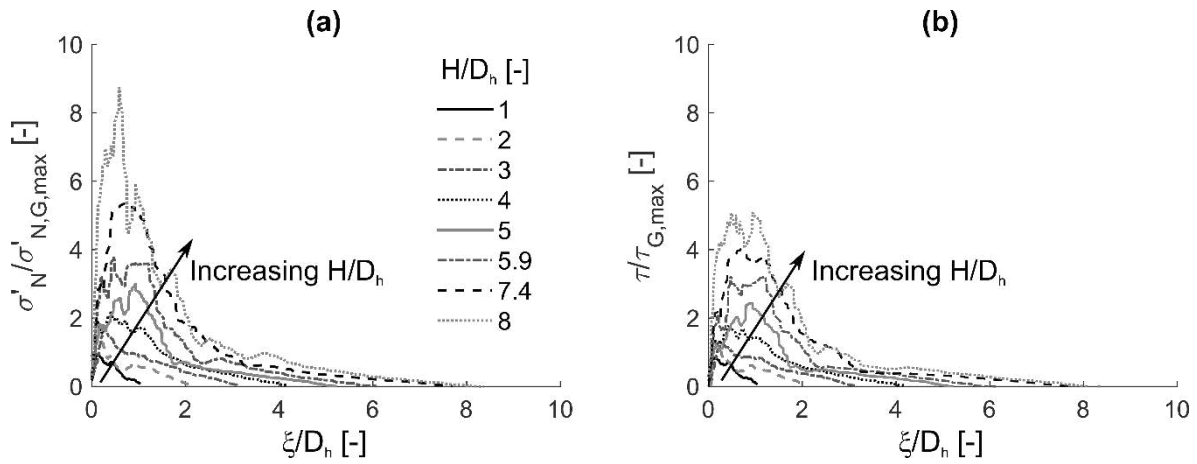 (a)
σ'N/σ'N,G,max [-]
10
8
6
4
2
0
H/Dh [-]
1
2
3
4
5
5.9
7.4
8
Increasing H/Dh
0 2 4 6 8 10
ξ/Dh [-]
(b)
τ/τG,max [-]
10
8
6
4
2
0
Increasing H/Dh
0 2 4 6 8 10
ξ/Dh [-]